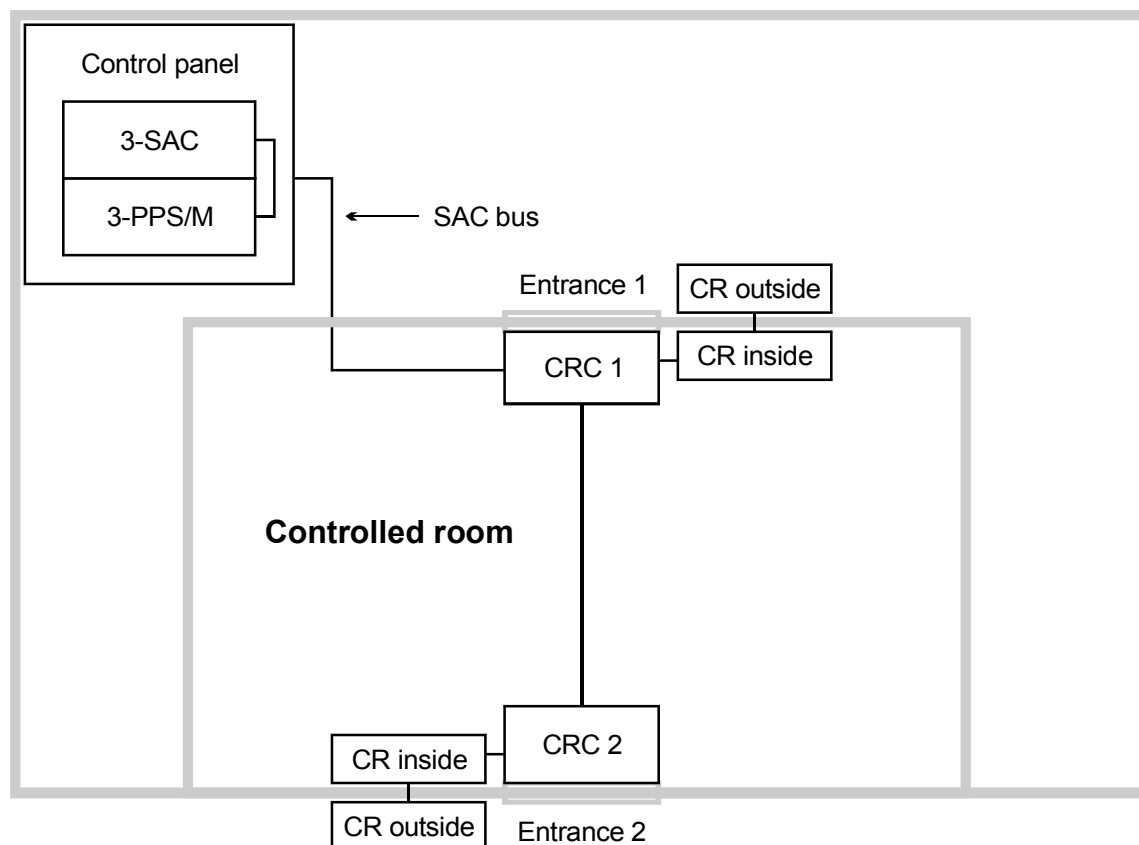 Control panel
3-SAC
3-PPS/M
SAC bus
Entrance 1
CR outside
CRC 1
CR inside
Controlled room
CRC 2
CR inside
CR outside
Entrance 2